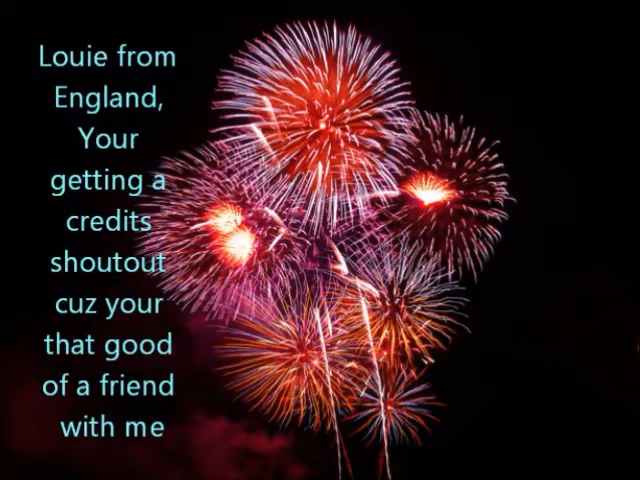 Louie from
England,
Your
getting a
credits
shoutout
cuz your
that good
of a friend
with me